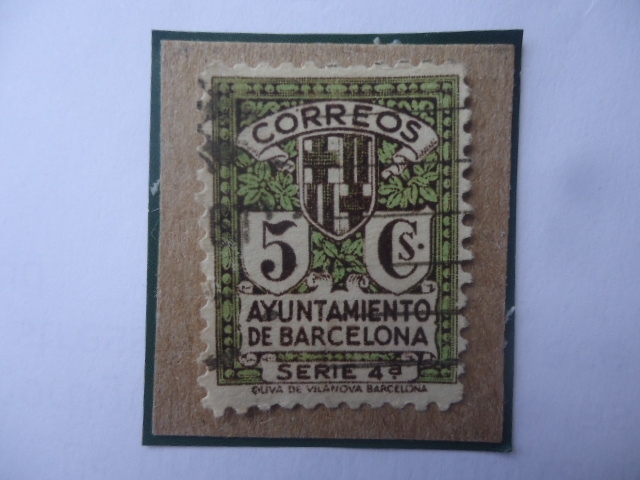 CORREOS
5 Cs.
AYUNTAMIENTO
DE BARCELONA
SERIE 4ª
OLIVA DE VILANOVA BARCELONA